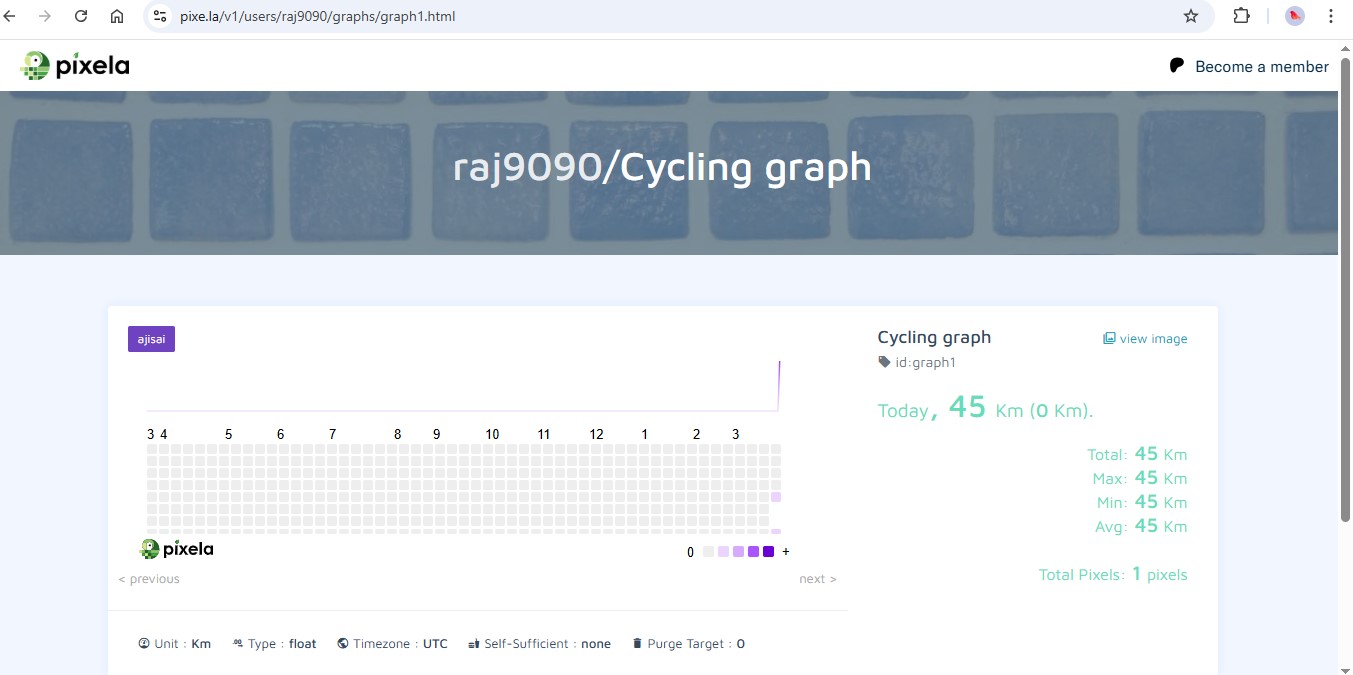 pixe.la/v1/users/raj9090/graphs/graph1.html
pixela
Become a member
raj9090/Cycling graph
ajisai
3 4 5 6 7 8 9 10 11 12 1 2 3
pixela
0 +
< previous next >
Unit : Km Type : float Timezone : UTC Self-Sufficient : none Purge Target : 0
Cycling graph
view image
id:graph1
Today, 45 Km (0 Km).
Total: 45 Km
Max: 45 Km
Min: 45 Km
Avg: 45 Km
Total Pixels: 1 pixels